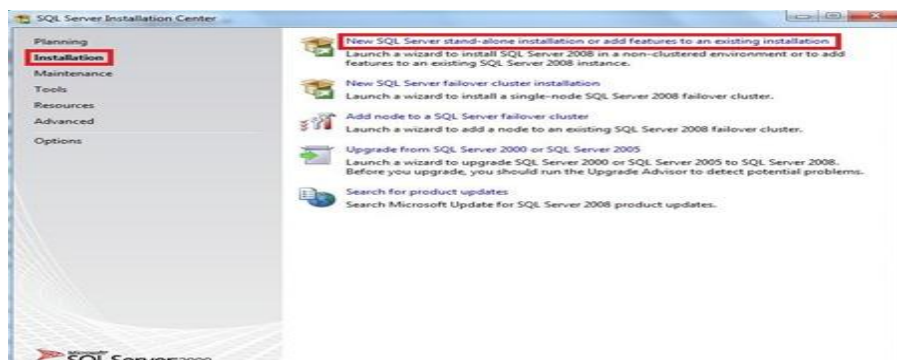 SQL Server Installation Center
Planning
Installation
Maintenance
Tools
Resources
Advanced
Options
New SQL Server stand-alone installation or add features to an existing installation
Launch a wizard to install SQL Server 2008 in a non-clustered environment or to add
features to an existing SQL Server 2008 instance.
New SQL Server failover cluster installation
Launch a wizard to install a single-node SQL Server 2008 failover cluster.
Add node to a SQL Server failover cluster
Launch a wizard to add a node to an existing SQL Server 2008 failover cluster.
Upgrade from SQL Server 2000 or SQL Server 2005
Launch a wizard to upgrade SQL Server 2000 or SQL Server 2005 to SQL Server 2008.
Before you upgrade, you should run the Upgrade Advisor to detect potential problems.
Search for product updates
Search Microsoft Update for SQL Server 2008 product updates.
Microsoft
SQL Server 2008